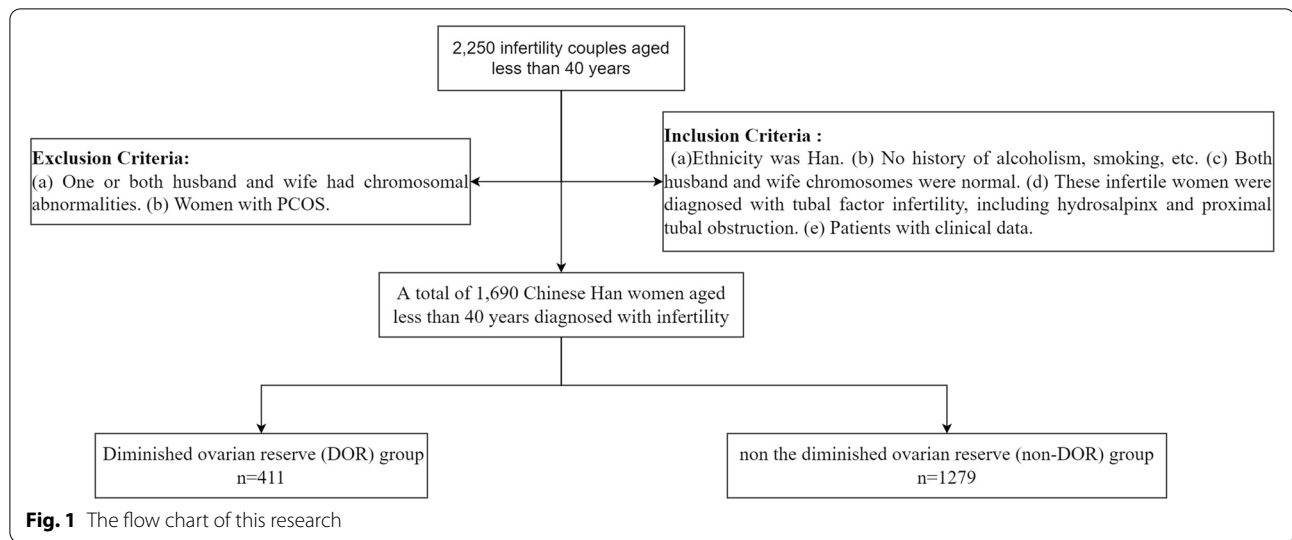 2,250 infertility couples aged
less than 40 years
Exclusion Criteria:
(a) One or both husband and wife had chromosomal
abnormalities. (b) Women with PCOS.
Inclusion Criteria :
(a)Ethnicity was Han. (b) No history of alcoholism, smoking, etc. (c) Both
husband and wife chromosomes were normal. (d) These infertile women were
diagnosed with tubal factor infertility, including hydrosalpinx and proximal
tubal obstruction. (e) Patients with clinical data.
A total of 1,690 Chinese Han women aged
less than 40 years diagnosed with infertility
Diminished ovarian reserve (DOR) group
n=411
non the diminished ovarian reserve (non-DOR) group
n=1279
Fig. 1 The flow chart of this research